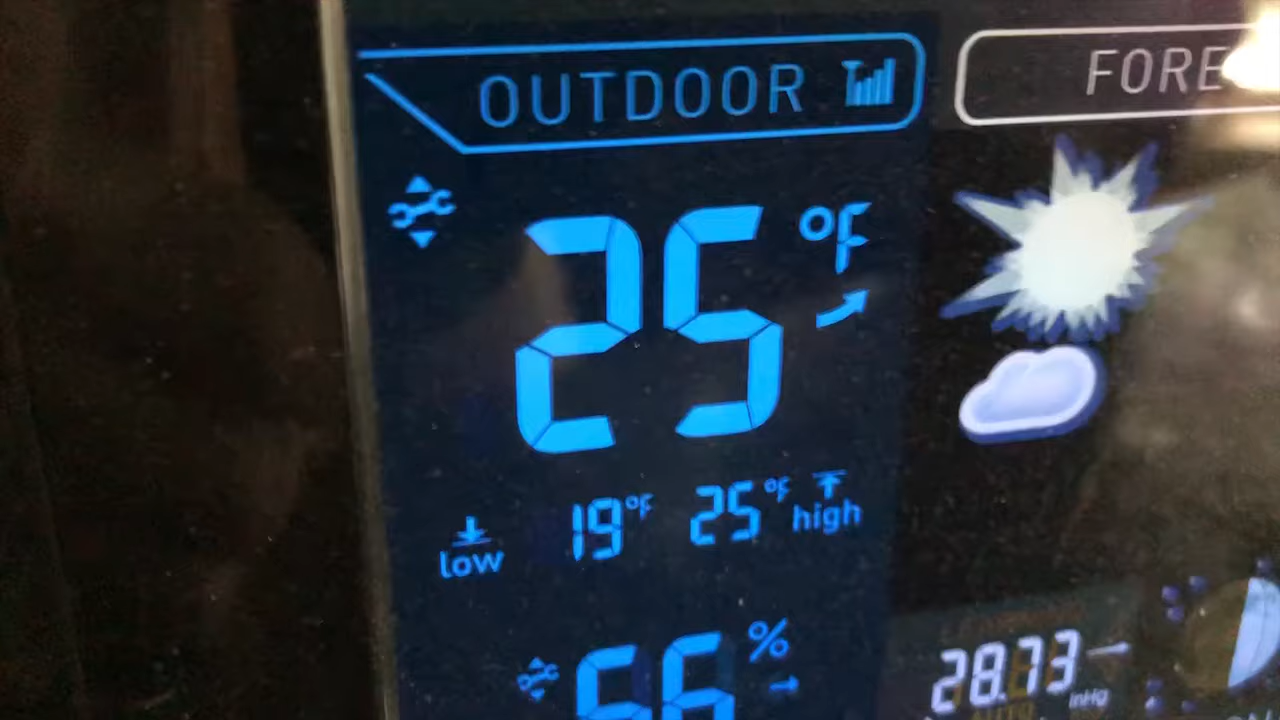 OUTDOOR
FORE
25 °F
low 19 °F 25 °F high
%
28.73 inHg